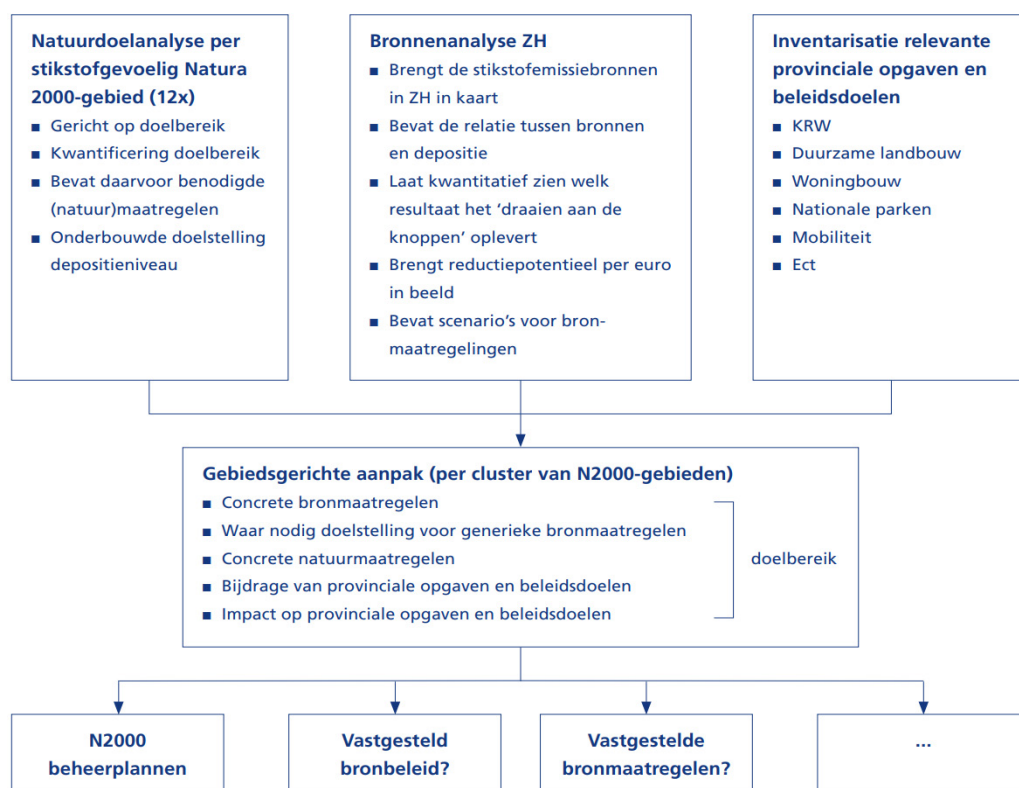 Natuurdoelanalyse per
stikstofgevoelig Natura
2000-gebied (12x)
▪ Gericht op doelbereik
▪ Kwantificering doelbereik
▪ Bevat daarvoor benodigde
(natuur)maatregelen
▪ Onderbouwde doelstelling
depositieniveau
Bronnenanalyse ZH
▪ Brengt de stikstofemissiebronnen
in ZH in kaart
▪ Bevat de relatie tussen bronnen
en depositie
▪ Laat kwantitatief zien welk
resultaat het ‘draaien aan de
knoppen’ oplevert
▪ Brengt reductiepotentieel per euro
in beeld
▪ Bevat scenario’s voor bron-
maatregelingen
Inventarisatie relevante
provinciale opgaven en
beleidsdoelen
▪ KRW
▪ Duurzame landbouw
▪ Woningbouw
▪ Nationale parken
▪ Mobiliteit
▪ Ect
Gebiedsgerichte aanpak (per cluster van N2000-gebieden)
▪ Concrete bronmaatregelen
▪ Waar nodig doelstelling voor generieke bronmaatregelen
▪ Concrete natuurmaatregelen
▪ Bijdrage van provinciale opgaven en beleidsdoelen
▪ Impact op provinciale opgaven en beleidsdoelen
doelbereik
N2000
beheerplannen
Vastgesteld
bronbeleid?
Vastgestelde
bronmaatregelen?
...